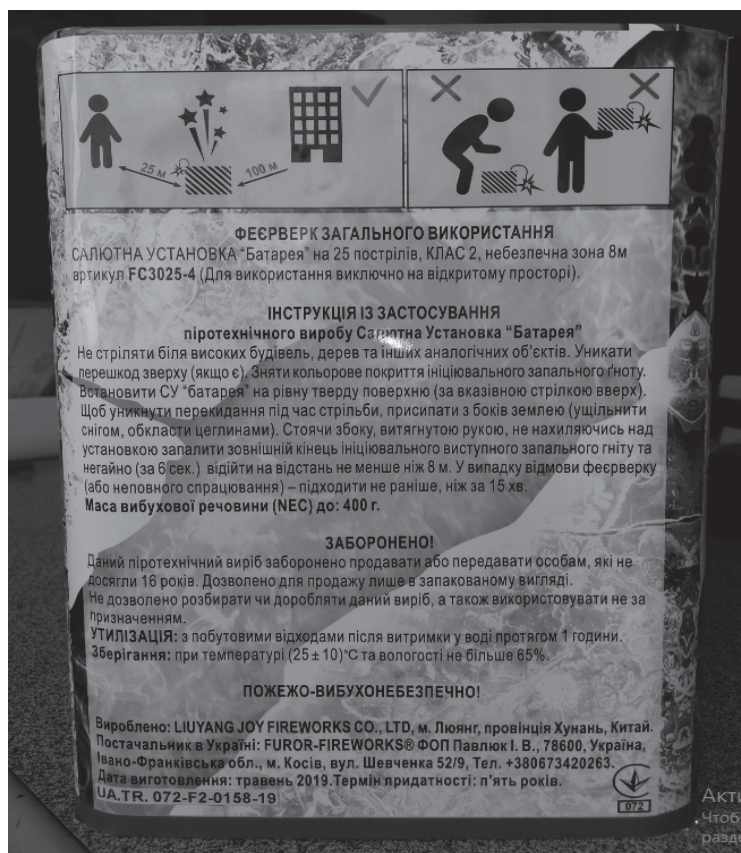 25 м
100 м
ФЕЄРВЕРК ЗАГАЛЬНОГО ВИКОРИСТАННЯ
САЛЮТНА УСТАНОВКА “Батарея” на 25 пострілів, КЛАС 2, небезпечна зона 8м
артикул FC3025-4 (Для використання виключно на відкритому просторі).
ІНСТРУКЦІЯ ІЗ ЗАСТОСУВАННЯ
піротехнічного виробу Салютна Установка “Батарея”
Не стріляти біля високих будівель, дерев та інших аналогічних об’єктів. Уникати
перешкод зверху (якщо є). Зняти кольорове покриття ініціювального запального ґноту.
Встановити СУ “батарея” на рівну тверду поверхню (за вказівною стрілкою вверх).
Щоб уникнути перекидання під час стрільби, присипати з боків землею (ущільнити
снігом, обкласти цеглинами). Стоячи збоку, витягнутою рукою, не нахиляючись над
установкою запалити зовнішній кінець ініціювального виступного запального гніту та
негайно (за 6 сек.) відійти на відстань не менше ніж 8 м. У випадку відмови феєрверку
(або неповного спрацювання) – підходити не раніше, ніж за 15 хв.
Маса вибухової речовини (NEC) до: 400 г.
ЗАБОРОНЕНО!
Даний піротехнічний виріб заборонено продавати або передавати особам, які не
досягли 16 років. Дозволено для продажу лише в запакованому вигляді.
Не дозволено розбирати чи доробляти даний виріб, а також використовувати не за
призначенням.
УТИЛІЗАЦІЯ: з побутовими відходами після витримки у воді протягом 1 години.
Зберігання: при температурі (25 ± 10)°С та вологості не більше 65%.
ПОЖЕЖО-ВИБУХОНЕБЕЗПЕЧНО!
Вироблено: LIUYANG JOY FIREWORKS CO., LTD, м. Люянг, провінція Хунань, Китай.
Постачальник в Україні: FUROR-FIREWORKS® ФОП Павлюк І. В., 78600, Україна,
Івано-Франківська обл., м. Косів, вул. Шевченка 52/9, Тел. +380673420263.
Дата виготовлення: травень 2019.Термін придатності: п’ять років.
UA.TR. 072-F2-0158-19
072
Акти
Чтоб
разде